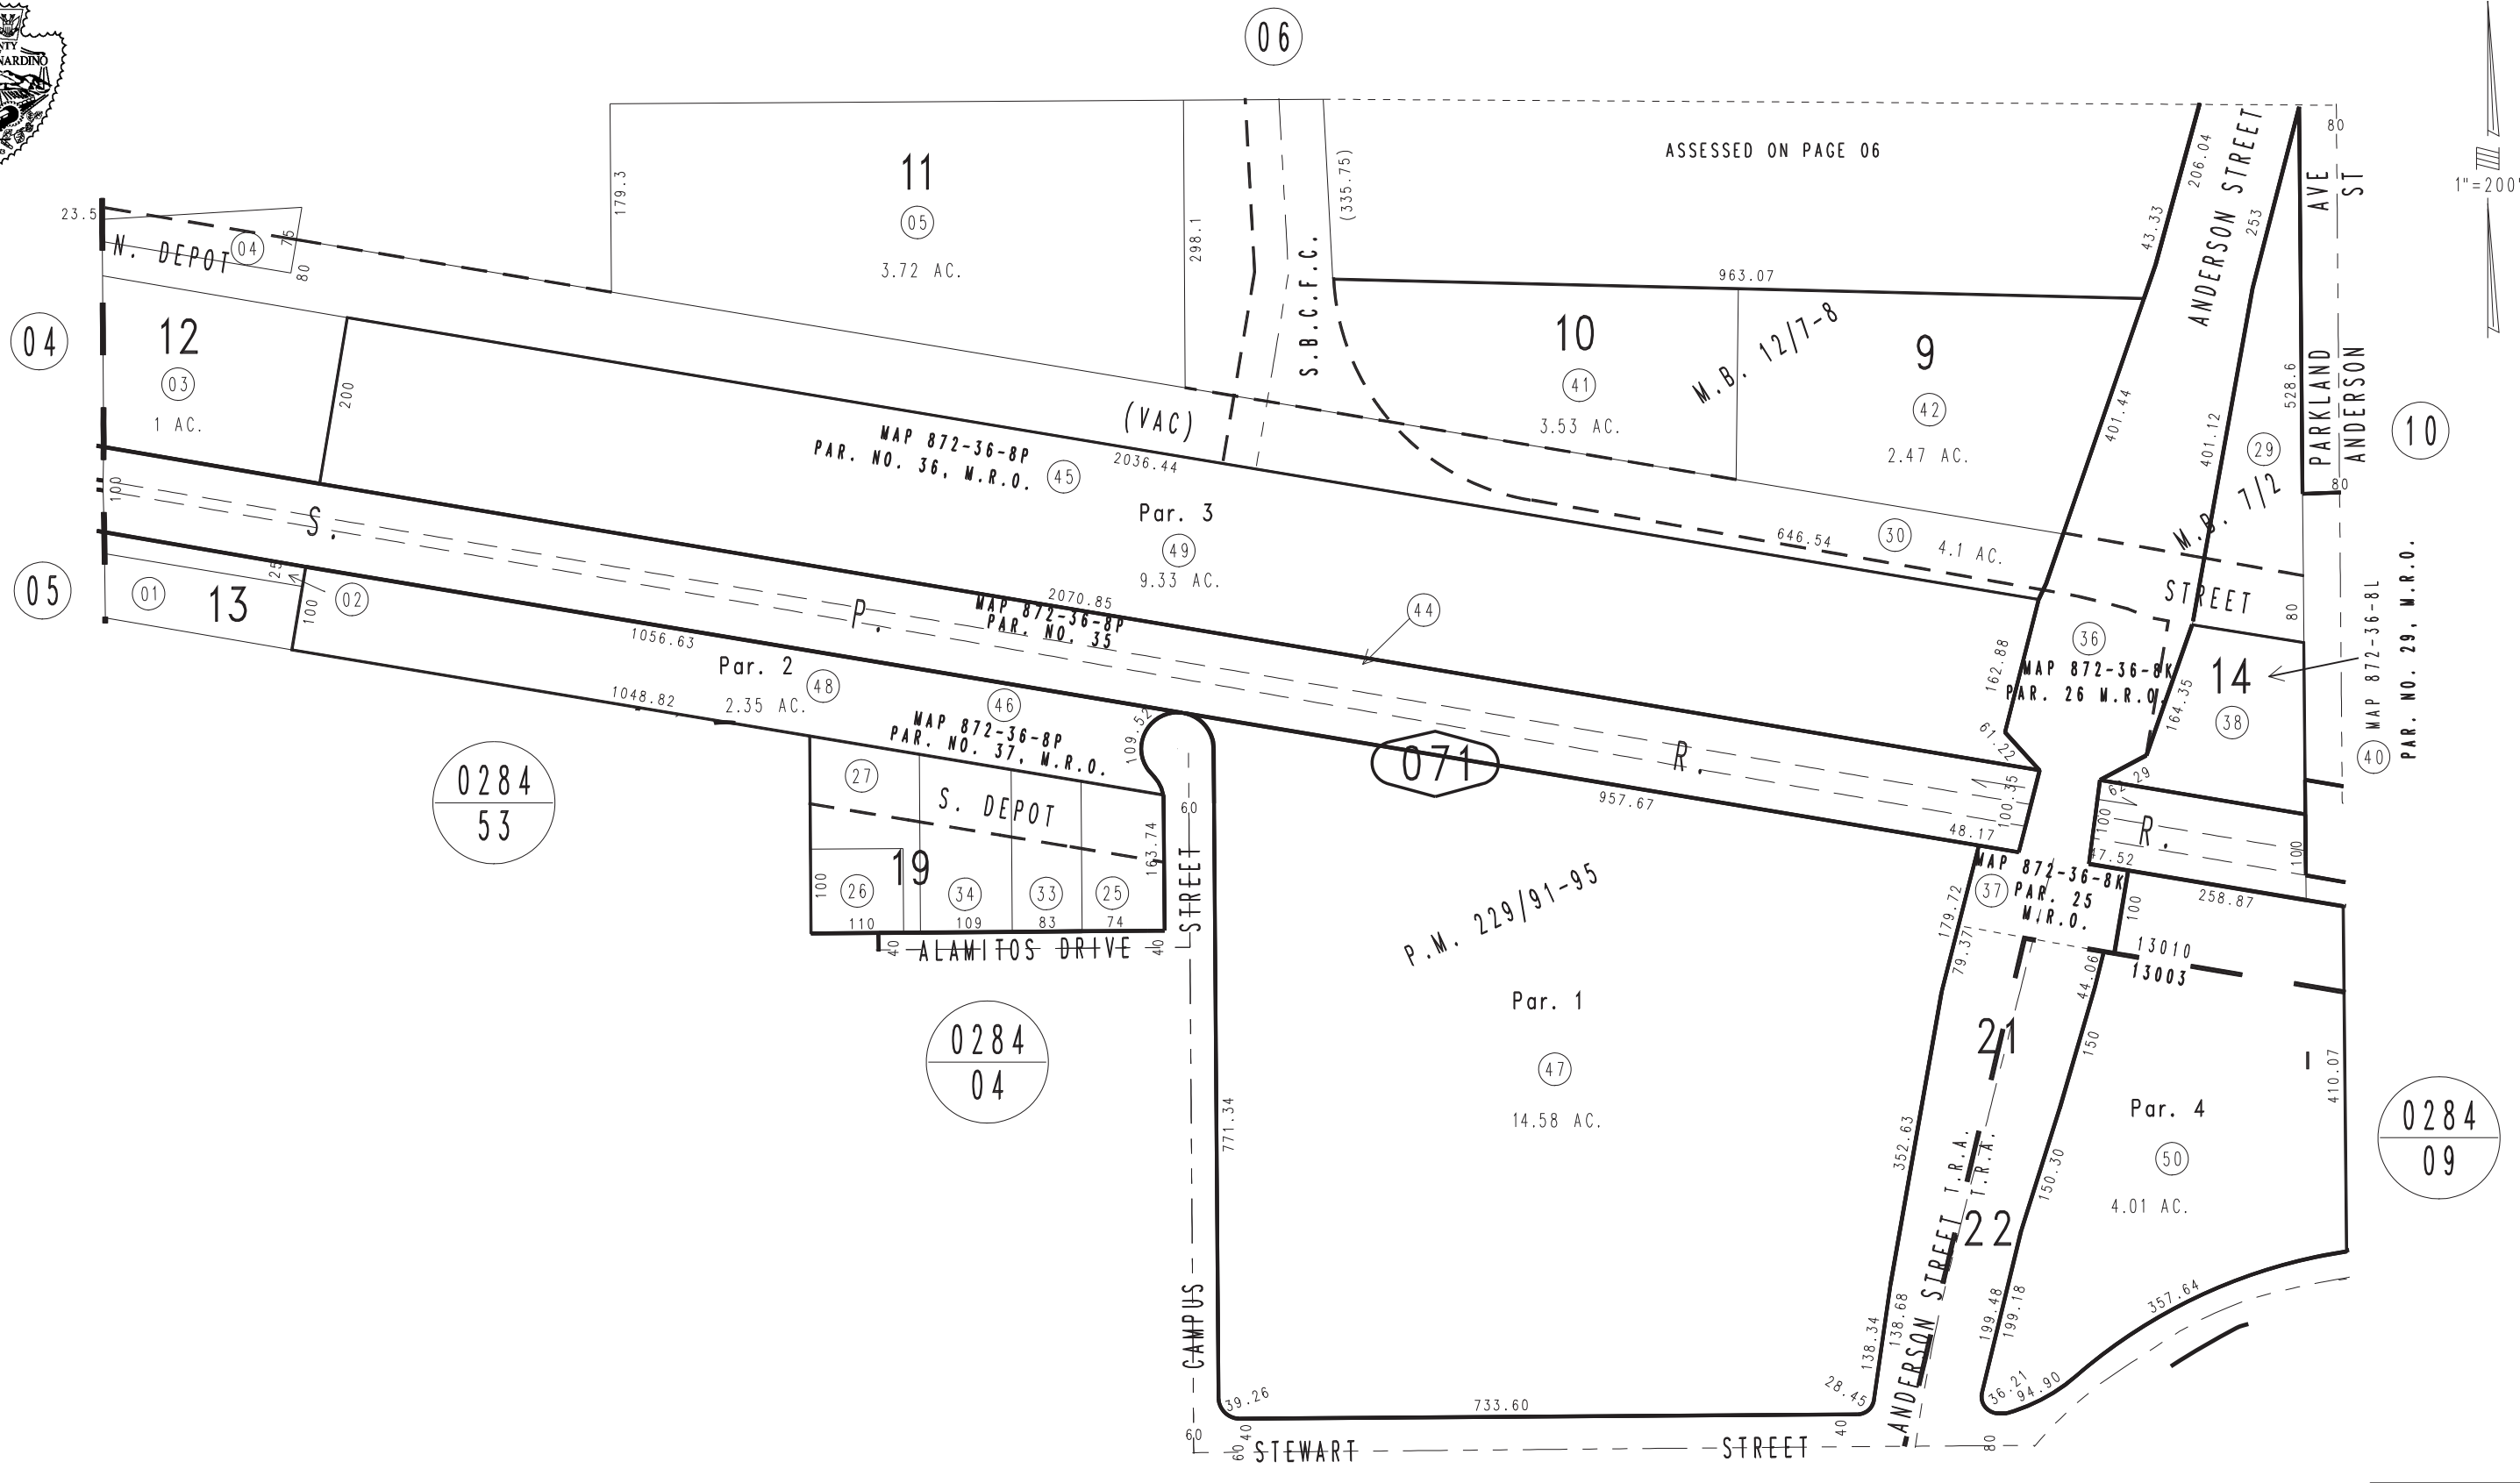 06
NTY
NARDINO
ASSESSED ON PAGE 06
80
1"=200'
AVE
ST
ANDERSON STREET
206.04
253
43.33
11
05
3.72 AC.
179.3
298.1
(335.75)
S.B.C.F.C.
963.07
23.5
N. DEPOT
04
75
80
04
12
03
1 AC.
200
10
41
3.53 AC.
M.B. 12/7-8
9
42
2.47 AC.
401.44
401.12
29
528.6
PARKLAND
ANDERSON
10
80
M.B. 7/2
(VAC)
MAP 872-36-8P
PAR. NO. 36, M.R.O.
45
2036.44
Par. 3
49
9.33 AC.
646.54
30
4.1 AC.
STREET
80
100
S.
P.
R.
05
01
13
25
100
02
1056.63
2070.85
MAP 872-36-8P
PAR. NO. 35
44
Par. 2
48
2.35 AC.
1048.82
46
MAP 872-36-8P
PAR. NO. 37, M.R.O.
109.52
071
957.67
162.88
36
MAP 872-36-8K
PAR. 26 M.R.O.
164.35
61.22
14
38
MAP 872-36-8L
PAR. NO. 29, M.R.O.
40
29
62
100.35
48.17
100
R.
100
47.52
258.87
0284
53
27
S. DEPOT
19
26
34
33
25
100
110
109
83
74
163.74
60
STREET
40
ALAMITOS DRIVE
40
MAP 872-36-8K
37
PAR. 25
M.R.O.
100
13010
13003
179.72
79.37
44.06
P.M. 229/91-95
0284
04
Par. 1
47
14.58 AC.
21
150
410.07
771.34
352.63
T.R.A.
T.R.A.
22
150.30
Par. 4
50
4.01 AC.
0284
09
CAMPUS
138.34
138.68
ANDERSON STREET
199.48
199.18
357.64
36.21
94.90
39.26
733.60
28.45
60
60
40
STEWART STREET
40
80